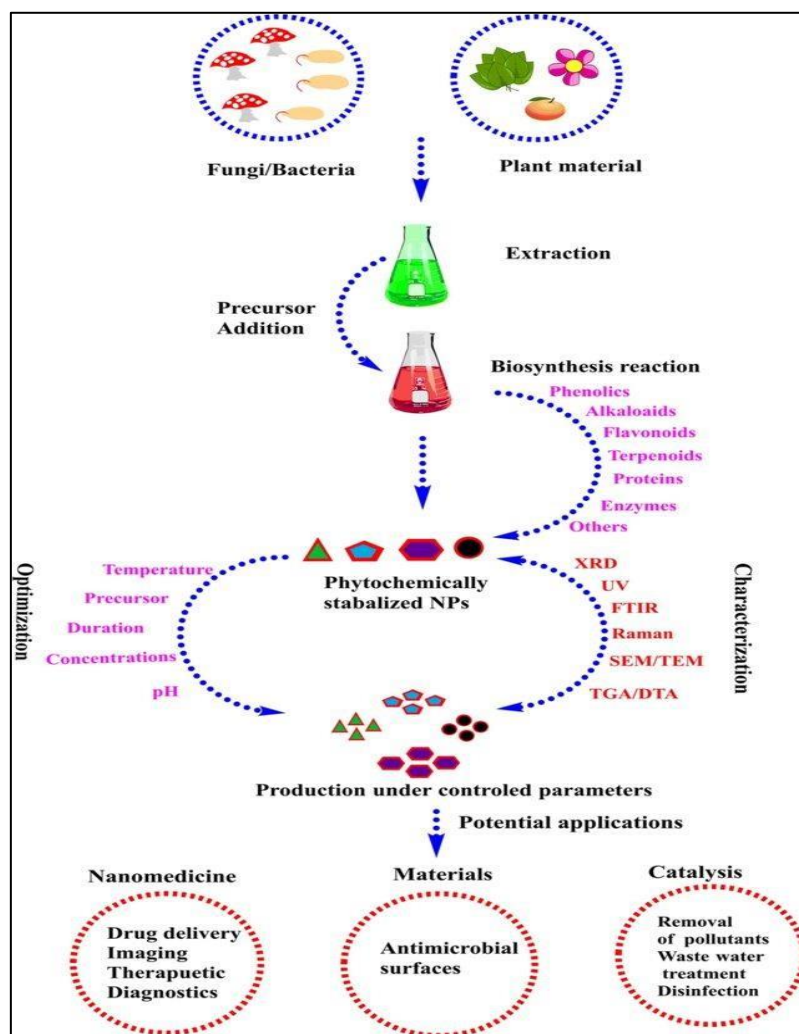 Fungi/Bacteria
Plant material
Extraction
Precursor
Addition
Biosynthesis reaction
Phenolics
Alkaloaids
Flavonoids
Terpenoids
Proteins
Enzymes
Others
Phytochemically
stabalized NPs
Optimization
Temperature
Precursor
Duration
Concentrations
pH
XRD
UV
FTIR
Raman
SEM/TEM
TGA/DTA
Characterization
Production under controled parameters
Potential applications
Nanomedicine
Drug delivery
Imaging
Therapuetic
Diagnostics
Materials
Antimicrobial
surfaces
Catalysis
Removal
of pollutants
Waste water
treatment
Disinfection